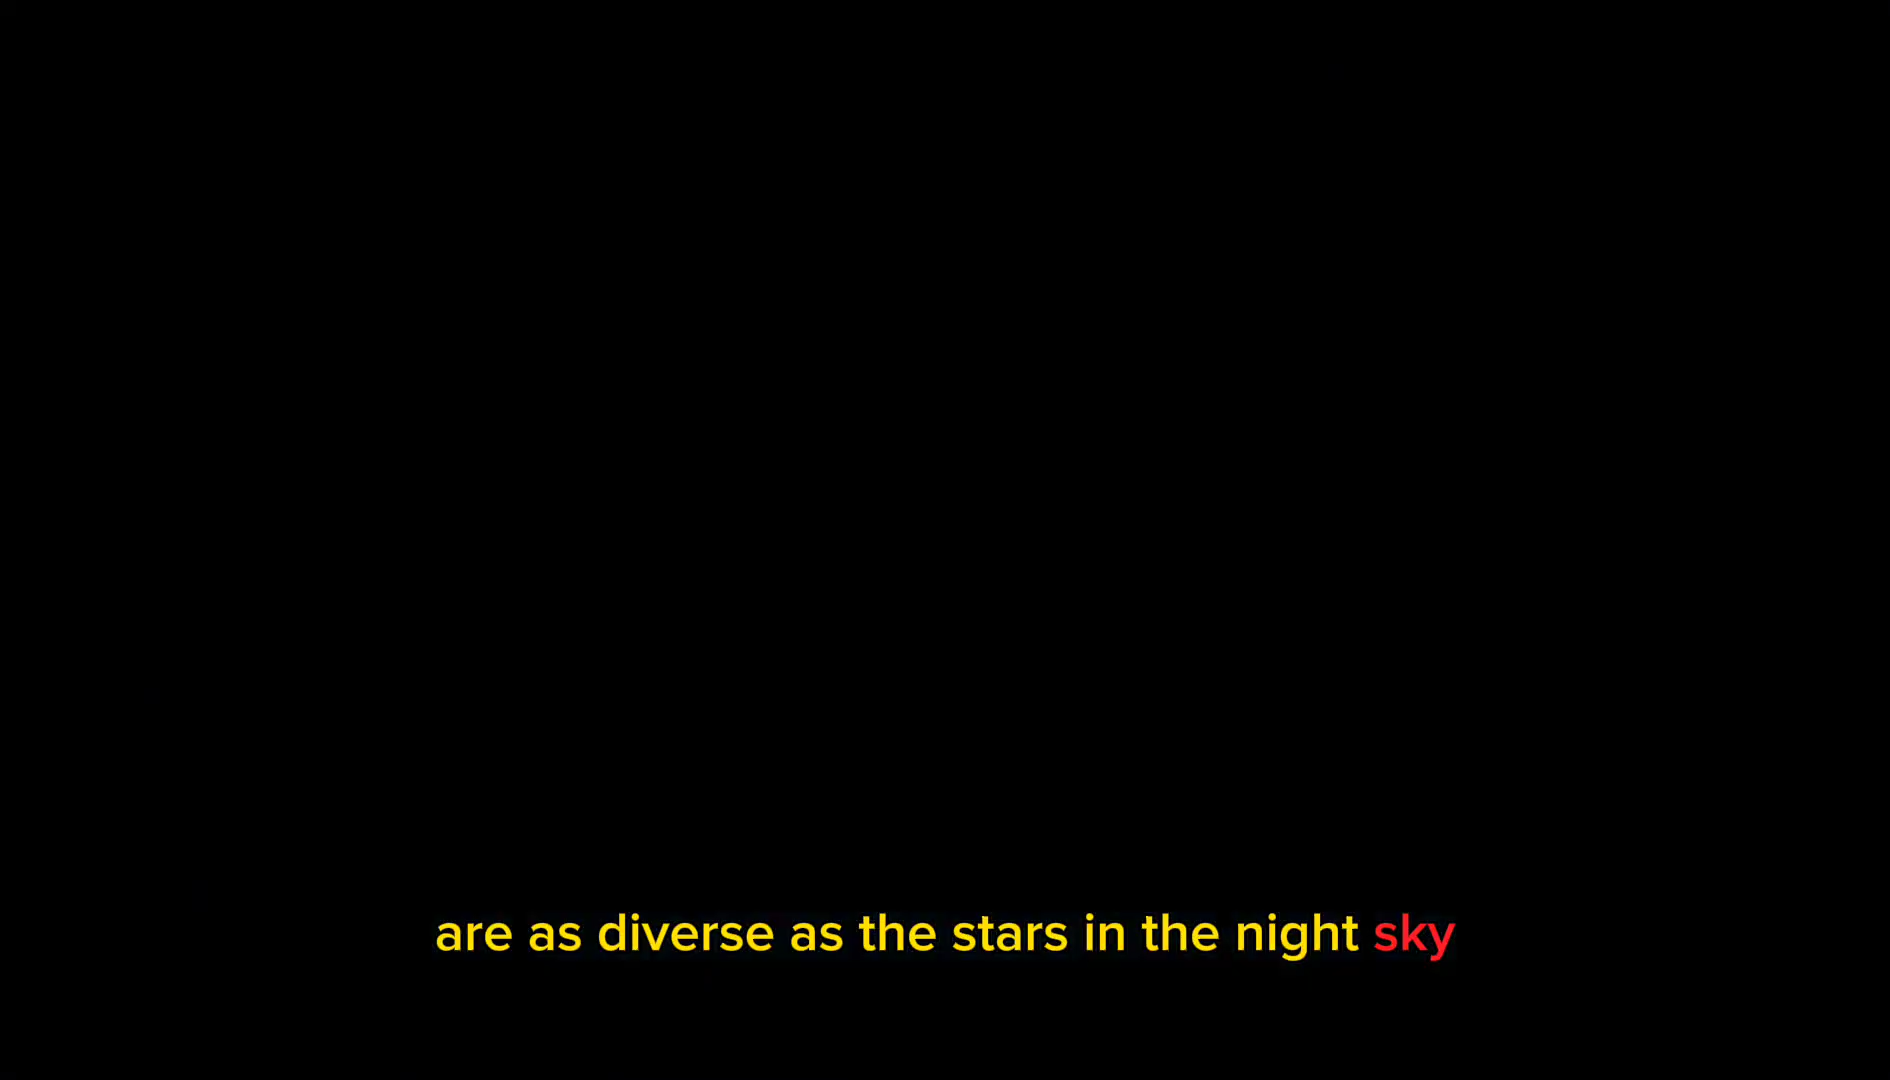 are as diverse as the stars in the night sky